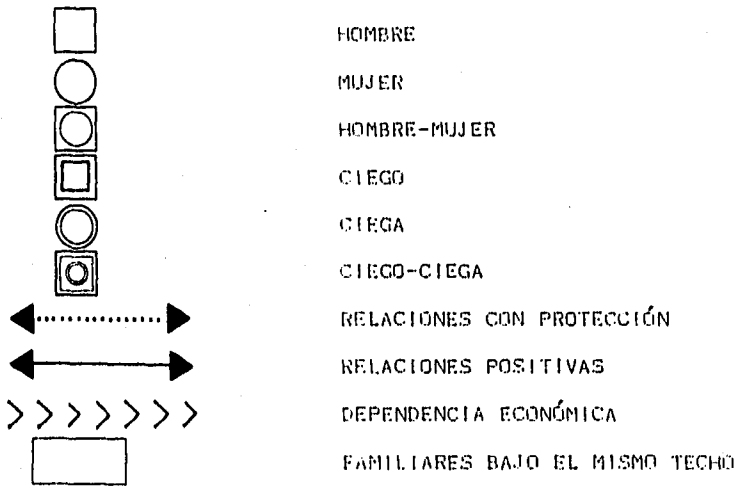 HOMBRE
MUJER
HOMBRE-MUJER
CIEGO
CIEGA
CIEGO-CIEGA
RELACIONES CON PROTECCIÓN
RELACIONES POSITIVAS
DEPENDENCIA ECONÓMICA
FAMILIARES BAJO EL MISMO TECHO